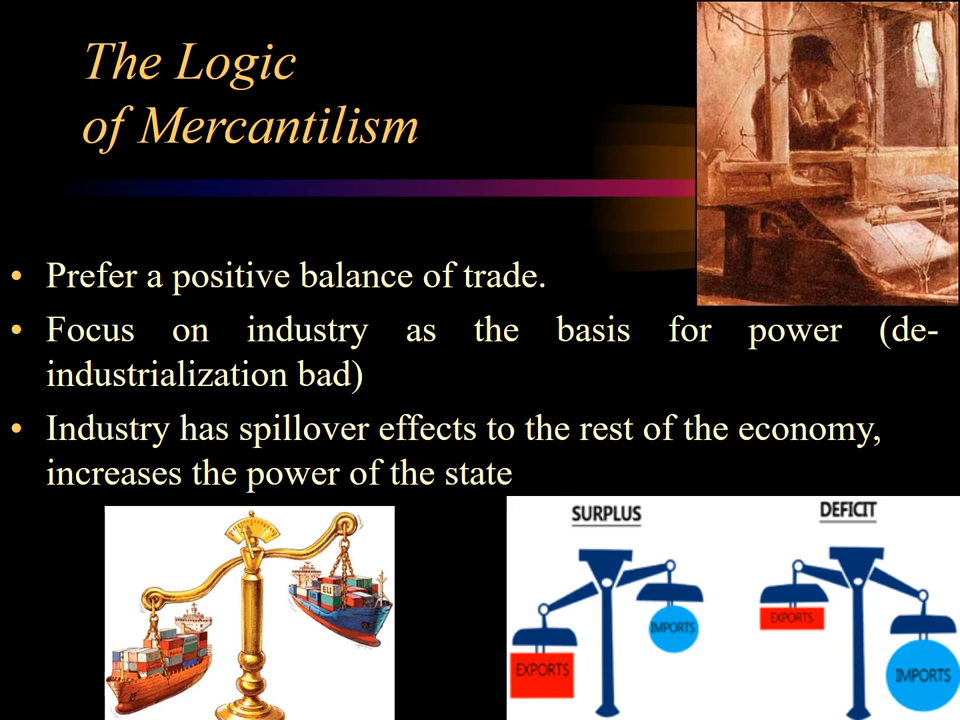 The Logic
of Mercantilism
• Prefer a positive balance of trade.
• Focus on industry as the basis for power (de-
industrialization bad)
• Industry has spillover effects to the rest of the economy,
increases the power of the state
EU
SURPLUS
DEFICIT
EXPORTS
IMPORTS
EXPORTS
IMPORTS